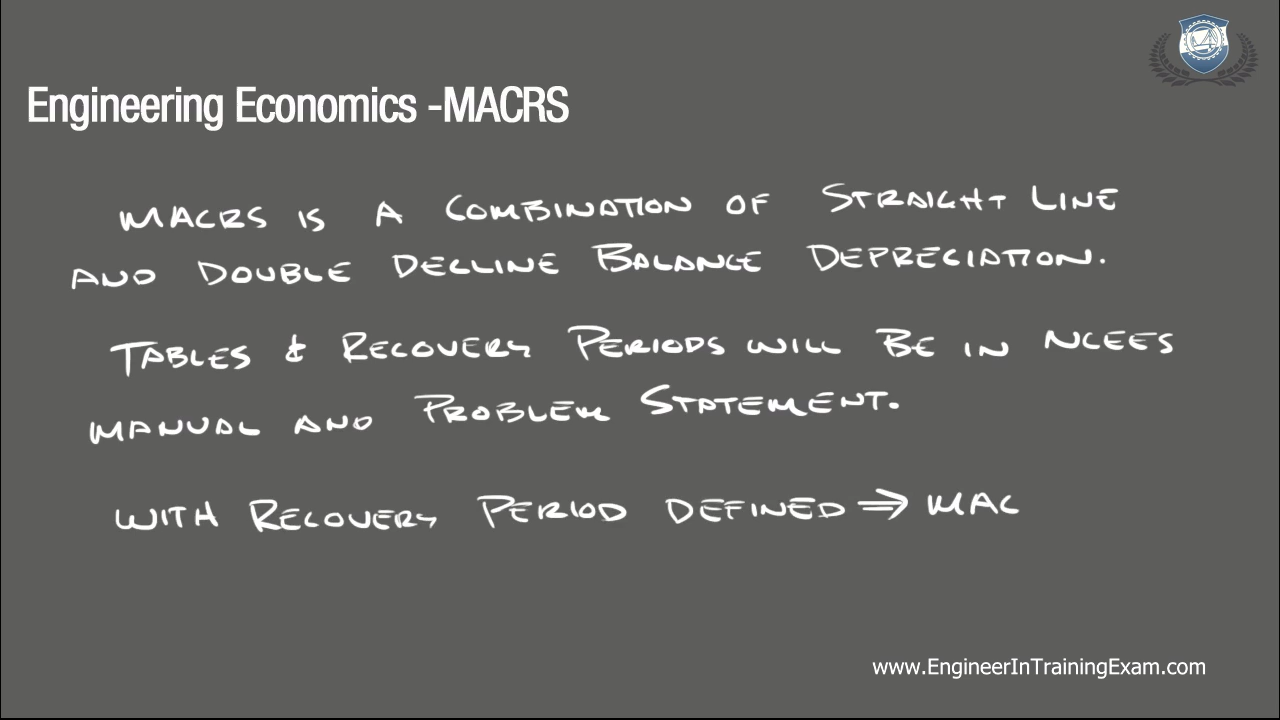 Engineering Economics -MACRS
MACRS IS A COMBINATION OF STRAIGHT LINE
AND DOUBLE DECLINE BALANCE DEPRECIATION.
TABLES & RECOVERY PERIODS WILL BE IN NCEES
MANUAL AND PROBLEM STATEMENT.
WITH RECOVERY PERIOD DEFINED ⇒ MAC
www.EngineerInTrainingExam.com